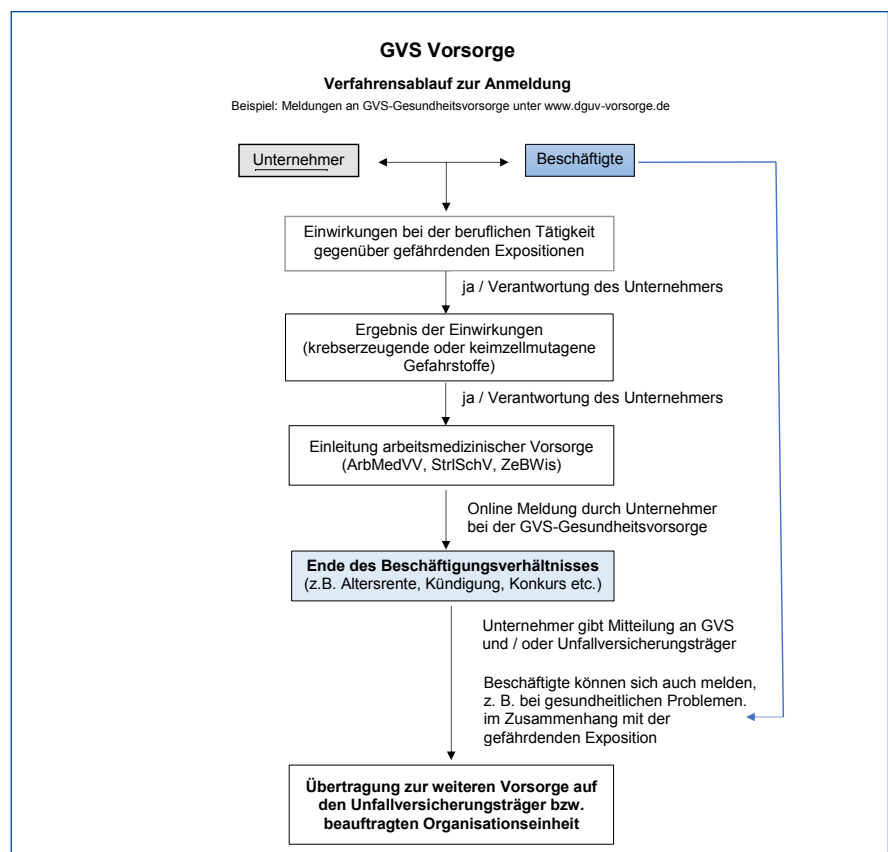 GVS Vorsorge
Verfahrensablauf zur Anmeldung
Beispiel: Meldungen an GVS-Gesundheitsvorsorge unter www.dguv-vorsorge.de
Unternehmer
Beschäftigte
Einwirkungen bei der beruflichen Tätigkeit
gegenüber gefährdenden Expositionen
ja / Verantwortung des Unternehmers
Ergebnis der Einwirkungen
(krebserzeugende oder keimzellmutagene
Gefahrstoffe)
ja / Verantwortung des Unternehmers
Einleitung arbeitsmedizinischer Vorsorge
(ArbMedVV, StrlSchV, ZeBWis)
Online Meldung durch Unternehmer
bei der GVS-Gesundheitsvorsorge
Ende des Beschäftigungsverhältnisses
(z.B. Altersrente, Kündigung, Konkurs etc.)
Unternehmer gibt Mitteilung an GVS
und / oder Unfallversicherungsträger
Beschäftigte können sich auch melden,
z. B. bei gesundheitlichen Problemen.
im Zusammenhang mit der
gefährdenden Exposition
Übertragung zur weiteren Vorsorge auf
den Unfallversicherungsträger bzw.
beauftragten Organisationseinheit